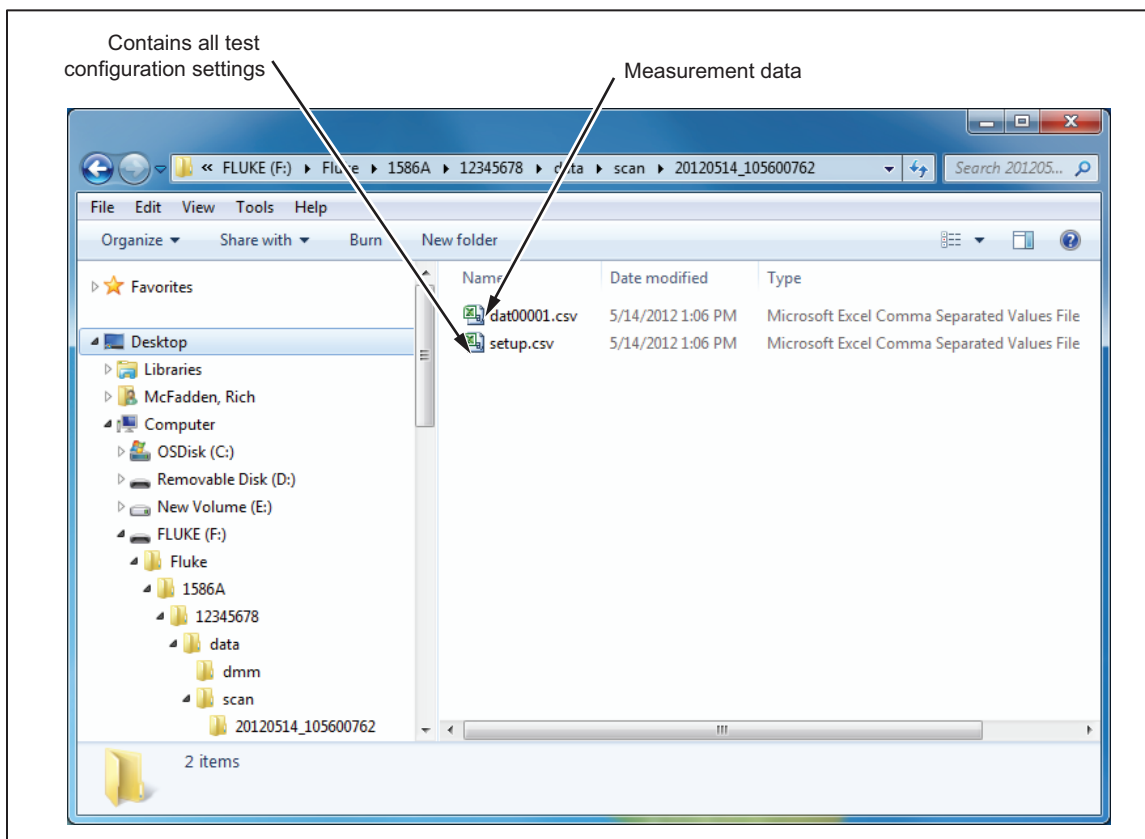 Contains all test
configuration settings
Measurement data
« FLUKE (F:) ▸ Fluke ▸ 1586A ▸ 12345678 ▸ data ▸ scan ▸ 20120514_105600762
Search 201205...
File Edit View Tools Help
Organize Share with Burn New folder
Name Date modified Type
Favorites
dat00001.csv 5/14/2012 1:06 PM Microsoft Excel Comma Separated Values File
Desktop
setup.csv 5/14/2012 1:06 PM Microsoft Excel Comma Separated Values File
Libraries
McFadden, Rich
Computer
OSDisk (C:)
Removable Disk (D:)
New Volume (E:)
FLUKE (F:)
Fluke
1586A
12345678
data
dmm
scan
20120514_105600762
2 items